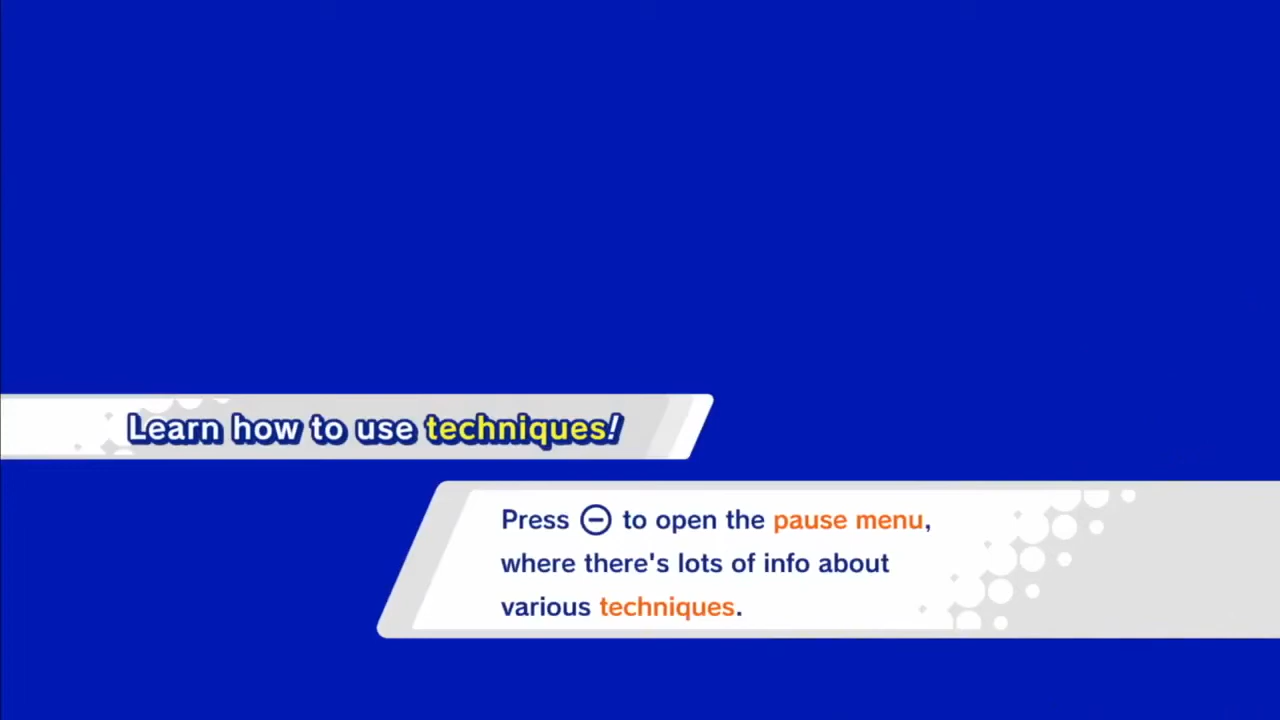 Learn how to use techniques!
Press ⊖ to open the pause menu,
where there's lots of info about
various techniques.